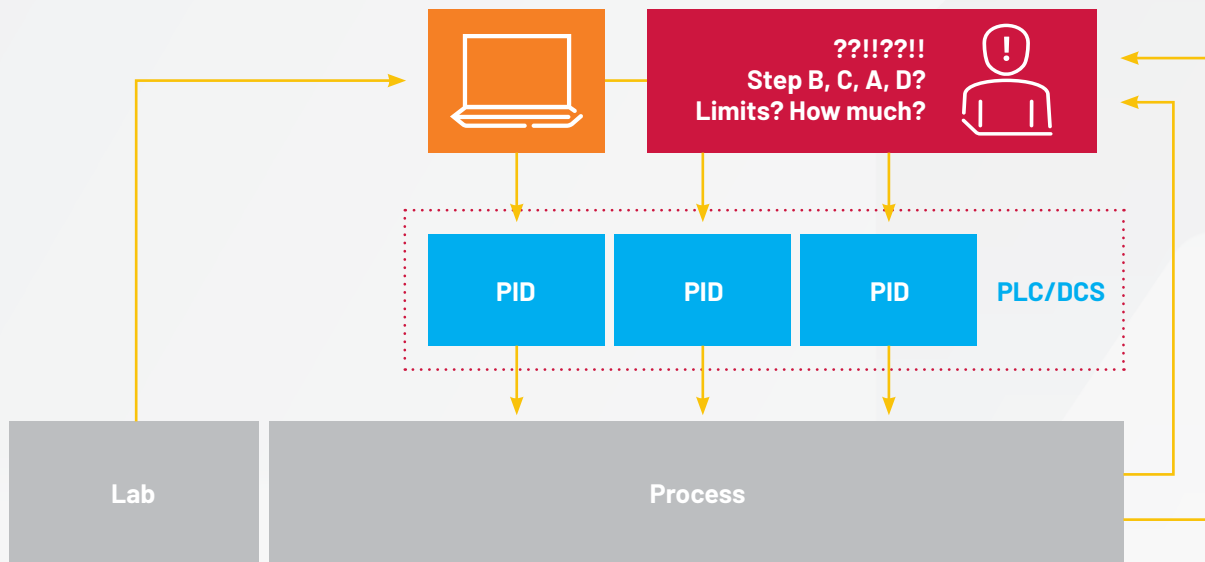 ??!!??!!
Step B, C, A, D?
Limits? How much?
!
PID
PID
PID
PLC/DCS
Lab
Process